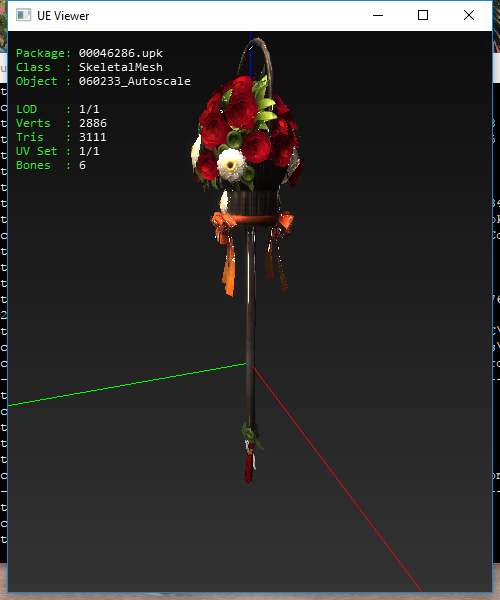 UE Viewer
Package: 00046286.upk
Class : SkeletalMesh
Object : 060233_Autoscale
LOD : 1/1
Verts : 2886
Tris : 3111
UV Set : 1/1
Bones : 6